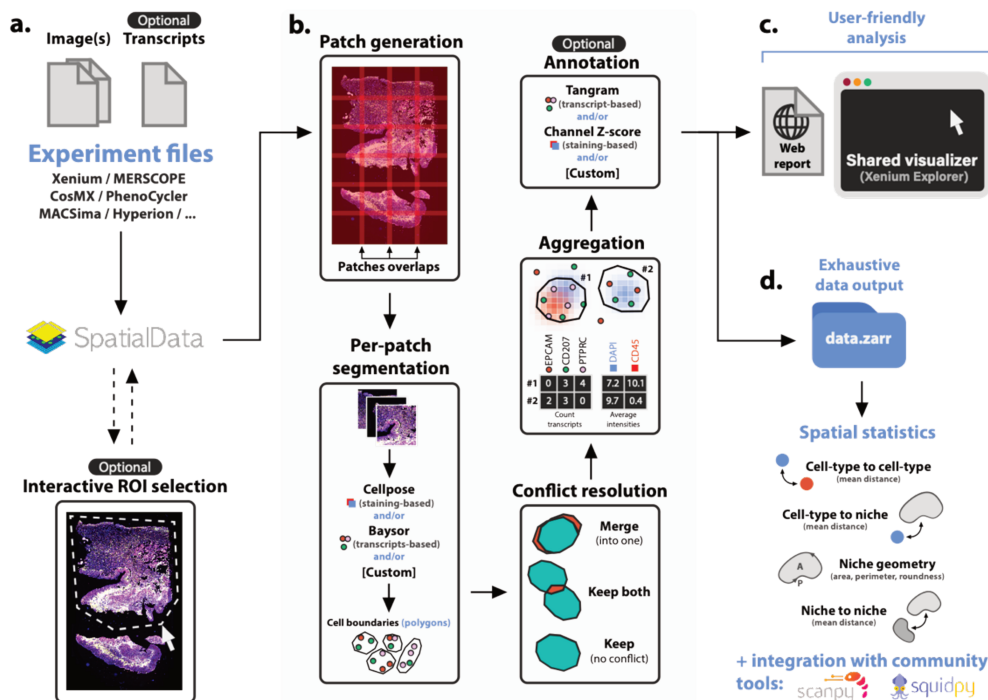 a.
Optional
Image(s)
Transcripts
Experiment files
Xenium / MERSCOPE
CosMX / PhenoCycler
MACSima / Hyperion / ...
SpatialData
Optional
Interactive ROI selection
b.
Patch generation
Patches overlaps
Per-patch
segmentation
Cellpose
(staining-based)
and/or
Baysor
(transcripts-based)
and/or
[Custom]
Cell boundaries (polygons)
Conflict resolution
Merge
(into one)
Keep both
Keep
(no conflict)
Aggregation
#1
#2
EPCAM
CD207
PTPRC
DAPI
CD45
#1 0 3 4 7.2 10.1
#2 2 3 0 9.7 0.4
Count
transcripts
Average
intensities
Optional
Annotation
Tangram
(transcript-based)
and/or
Channel Z-score
(staining-based)
and/or
[Custom]
c.
User-friendly
analysis
Web
report
Shared visualizer
(Xenium Explorer)
d.
Exhaustive
data output
data.zarr
Spatial statistics
Cell-type to cell-type
(mean distance)
Cell-type to niche
(mean distance)
A
P
Niche geometry
(area, perimeter, roundness)
Niche to niche
(mean distance)
+ integration with community
tools: scanpy squidpy